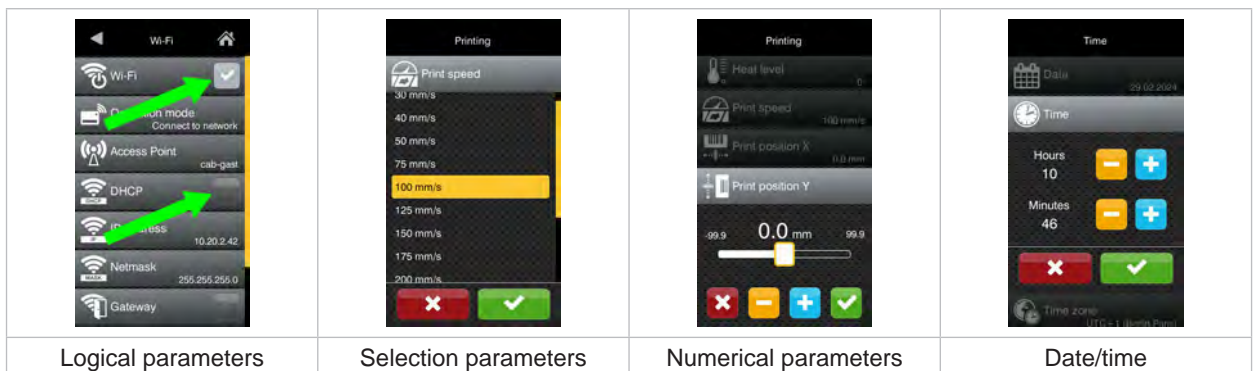 Wi-Fi
Wi-Fi
mode
Connect to network
Access Point
cab-gast
DHCP
DHCP
IP
10.20.2.42
Netmask
MASK
255.255.255.0
Gateway
Printing
Print speed
30 mm/s
40 mm/s
50 mm/s
75 mm/s
100 mm/s
125 mm/s
150 mm/s
175 mm/s
200 mm/s
Printing
Heat level
0
Print speed
100 mm/s
Print position X
0.0 mm
Print position Y
-99.9 0.0 mm 99.9
Time
Date
29.02.2024
Time
Hours
10
Minutes
46
Time zone
Logical parameters
Selection parameters
Numerical parameters
Date/time